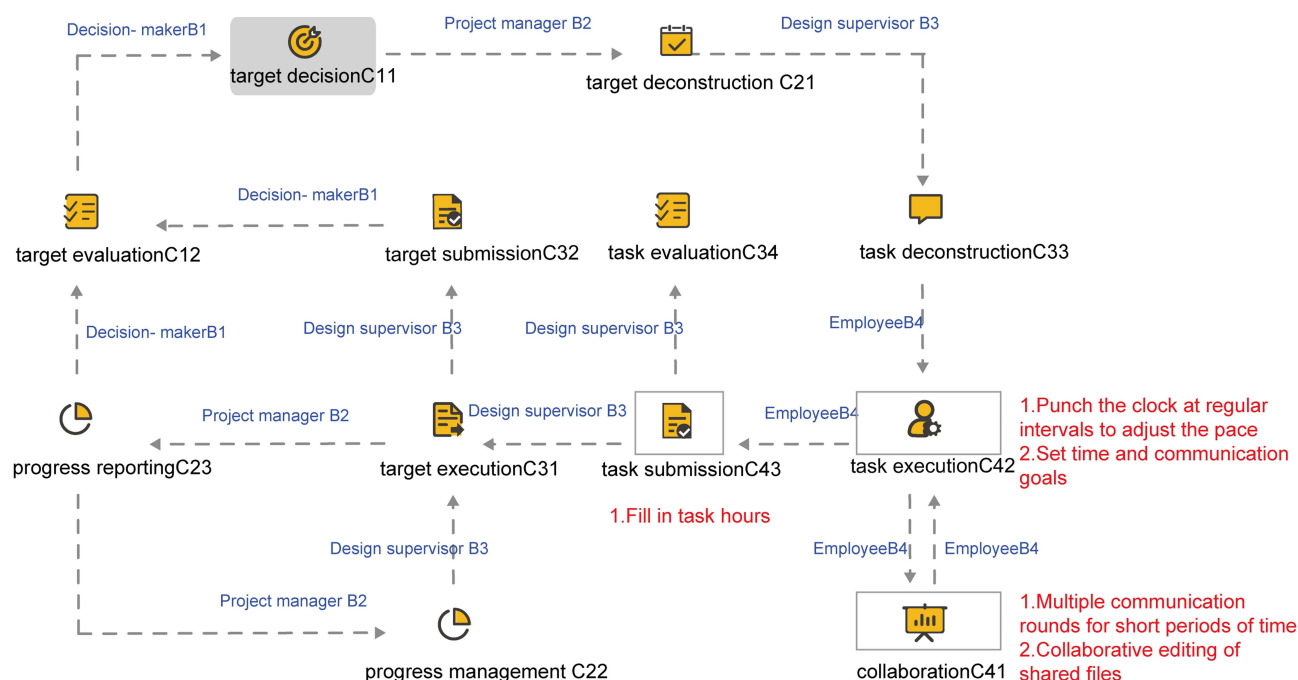 Decision- makerB1
Project manager B2
Design supervisor B3
target decisionC11
target deconstruction C21
Decision- makerB1
target evaluationC12
target submissionC32
task evaluationC34
task deconstructionC33
Decision- makerB1
Design supervisor B3
Design supervisor B3
EmployeeB4
Project manager B2
Design supervisor B3
EmployeeB4
progress reportingC23
target executionC31
task submissionC43
task executionC42
1.Punch the clock at regular
intervals to adjust the pace
2.Set time and communication
goals
1.Fill in task hours
Design supervisor B3
EmployeeB4
EmployeeB4
Project manager B2
progress management C22
collaborationC41
1.Multiple communication
rounds for short periods of time
2.Collaborative editing of
shared files